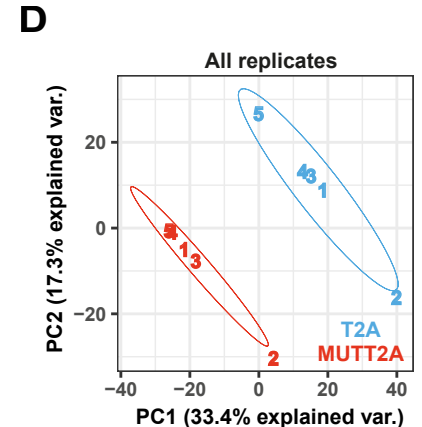 D
All replicates
PC2 (17.3% explained var.)
20
0
−20
5
4 3
1
2
5 4
1
3
2
T2A
MUTT2A
−40 −20 0 20 40
PC1 (33.4% explained var.)